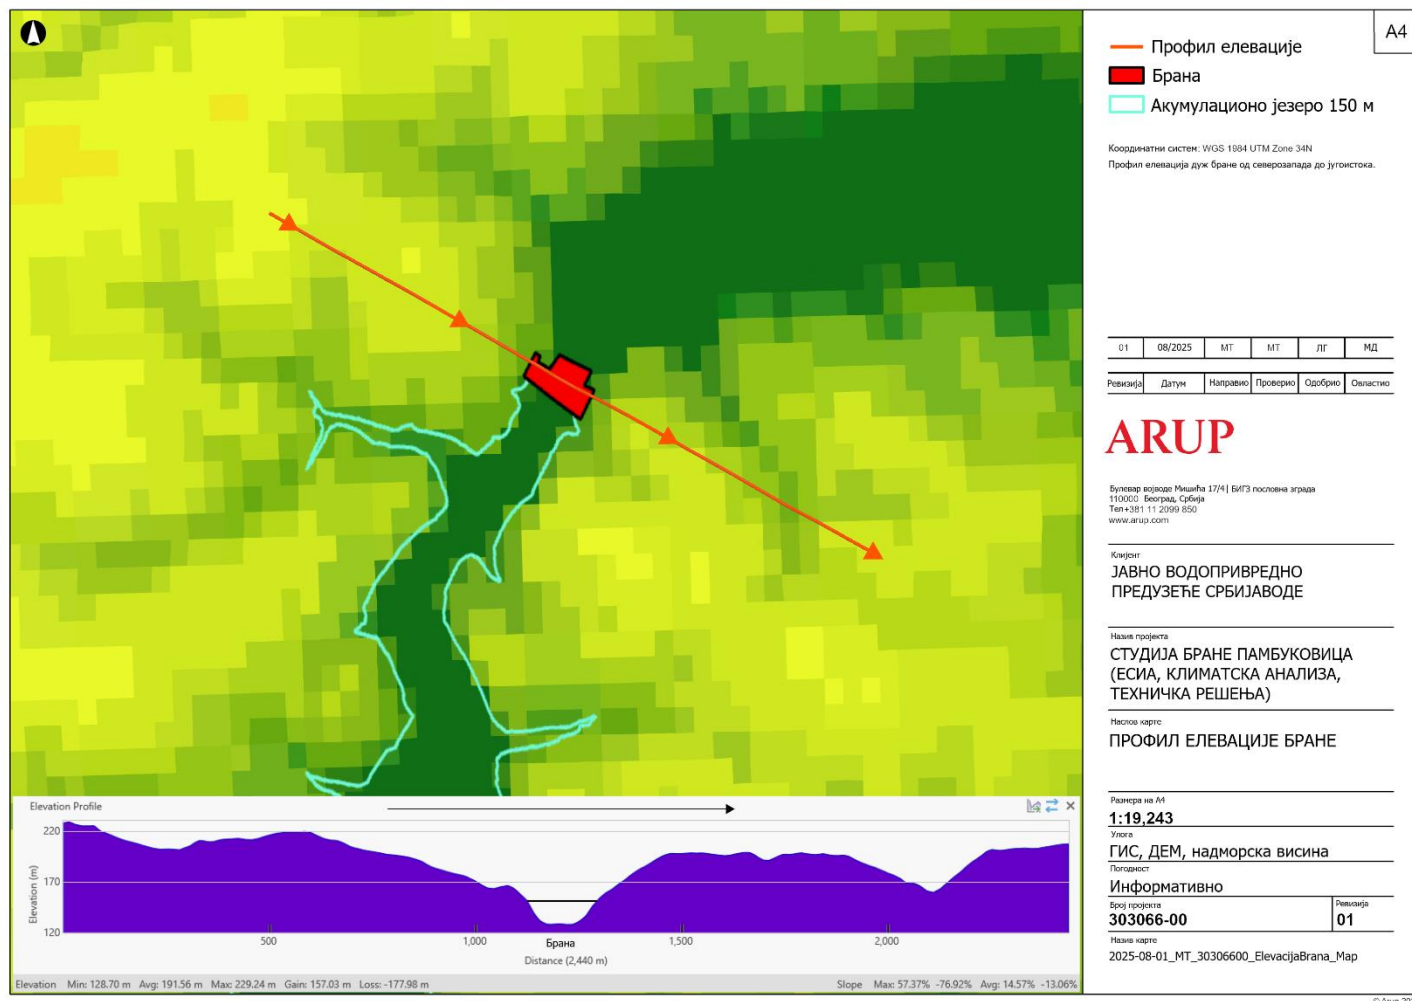 A4
Профил елевације
Брана
Акумулационо језеро 150 м
Координатни систем: WGS 1984 UTM Zone 34N
Профил елевација дуж бране од северозапада до југоистока.
01 08/2025 МТ МТ ЛГ МД
Ревизија Датум Направио Проверио Одобрио Овластио
ARUP
Булевар војводе Мишића 17/4 | БИГЗ пословна зграда
110000 Београд, Србија
Тел+381 11 2099 850
www.arup.com
Клијент
ЈАВНО ВОДОПРИВРЕДНО
ПРЕДУЗЕЋЕ СРБИЈАВОДЕ
Назив пројекта
СТУДИЈА БРАНЕ ПАМБУКОВИЦА
(ЕСИА, КЛИМАТСКА АНАЛИЗА,
ТЕХНИЧКА РЕШЕЊА)
Наслов карте
ПРОФИЛ ЕЛЕВАЦИЈЕ БРАНЕ
Размера на А4
1:19,243
Улога
ГИС, ДЕМ, надморска висина
Погодност
Информативно
Број пројекта Ревизија
303066-00 01
Назив карте
2025-08-01_MT_30306600_ElevacijaBrana_Map
Elevation Profile
220
170
120
Elevation (m)
500 1,000 Брана 1,500 2,000
Distance (2,440 m)
Elevation Min: 128.70 m Avg: 191.56 m Max: 229.24 m Gain: 157.03 m Loss: -177.98 m Slope Max: 57.37% -76.92% Avg: 14.57% -13.06%